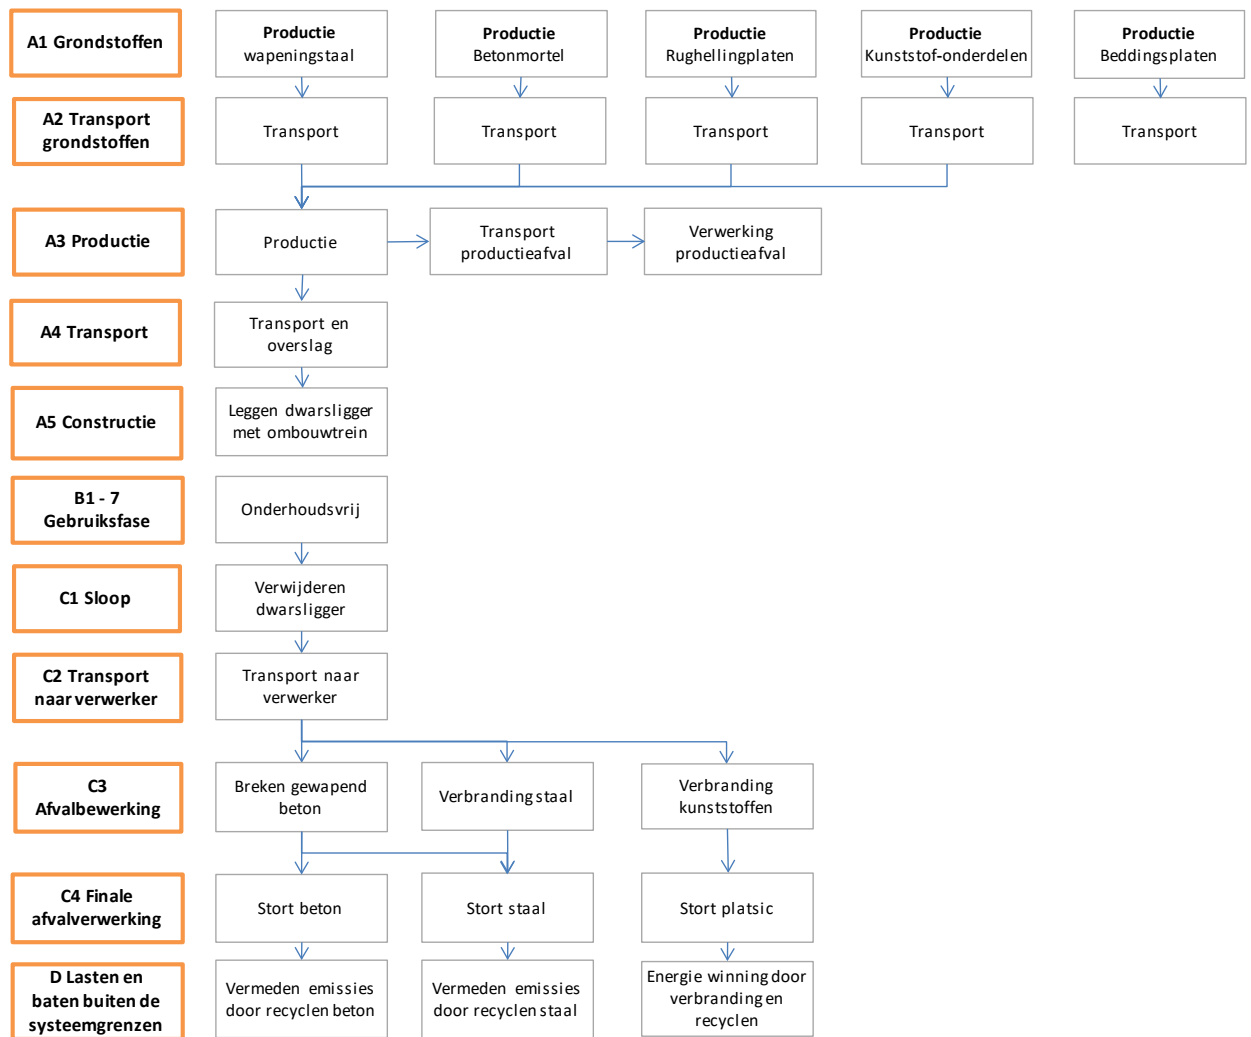 A1 Grondstoffen
Productie
wapeningstaal
Productie
Betonmortel
Productie
Rughellingplaten
Productie
Kunststof-onderdelen
Productie
Beddingsplaten
A2 Transport
grondstoffen
Transport
Transport
Transport
Transport
Transport
A3 Productie
Productie
Transport
productieafval
Verwerking
productieafval
A4 Transport
Transport en
overslag
A5 Constructie
Leggen dwarsligger
met ombouwtrein
B1 - 7
Gebruiksfase
Onderhoudsvrij
C1 Sloop
Verwijderen
dwarsligger
C2 Transport
naar verwerker
Transport naar
verwerker
C3
Afvalbewerking
Breken gewapend
beton
Verbranding staal
Verbranding
kunststoffen
C4 Finale
afvalverwerking
Stort beton
Stort staal
Stort platsic
D Lasten en
baten buiten de
systeemgrenzen
Vermeden emissies
door recyclen beton
Vermeden emissies
door recyclen staal
Energie winning door
verbranding en
recyclen